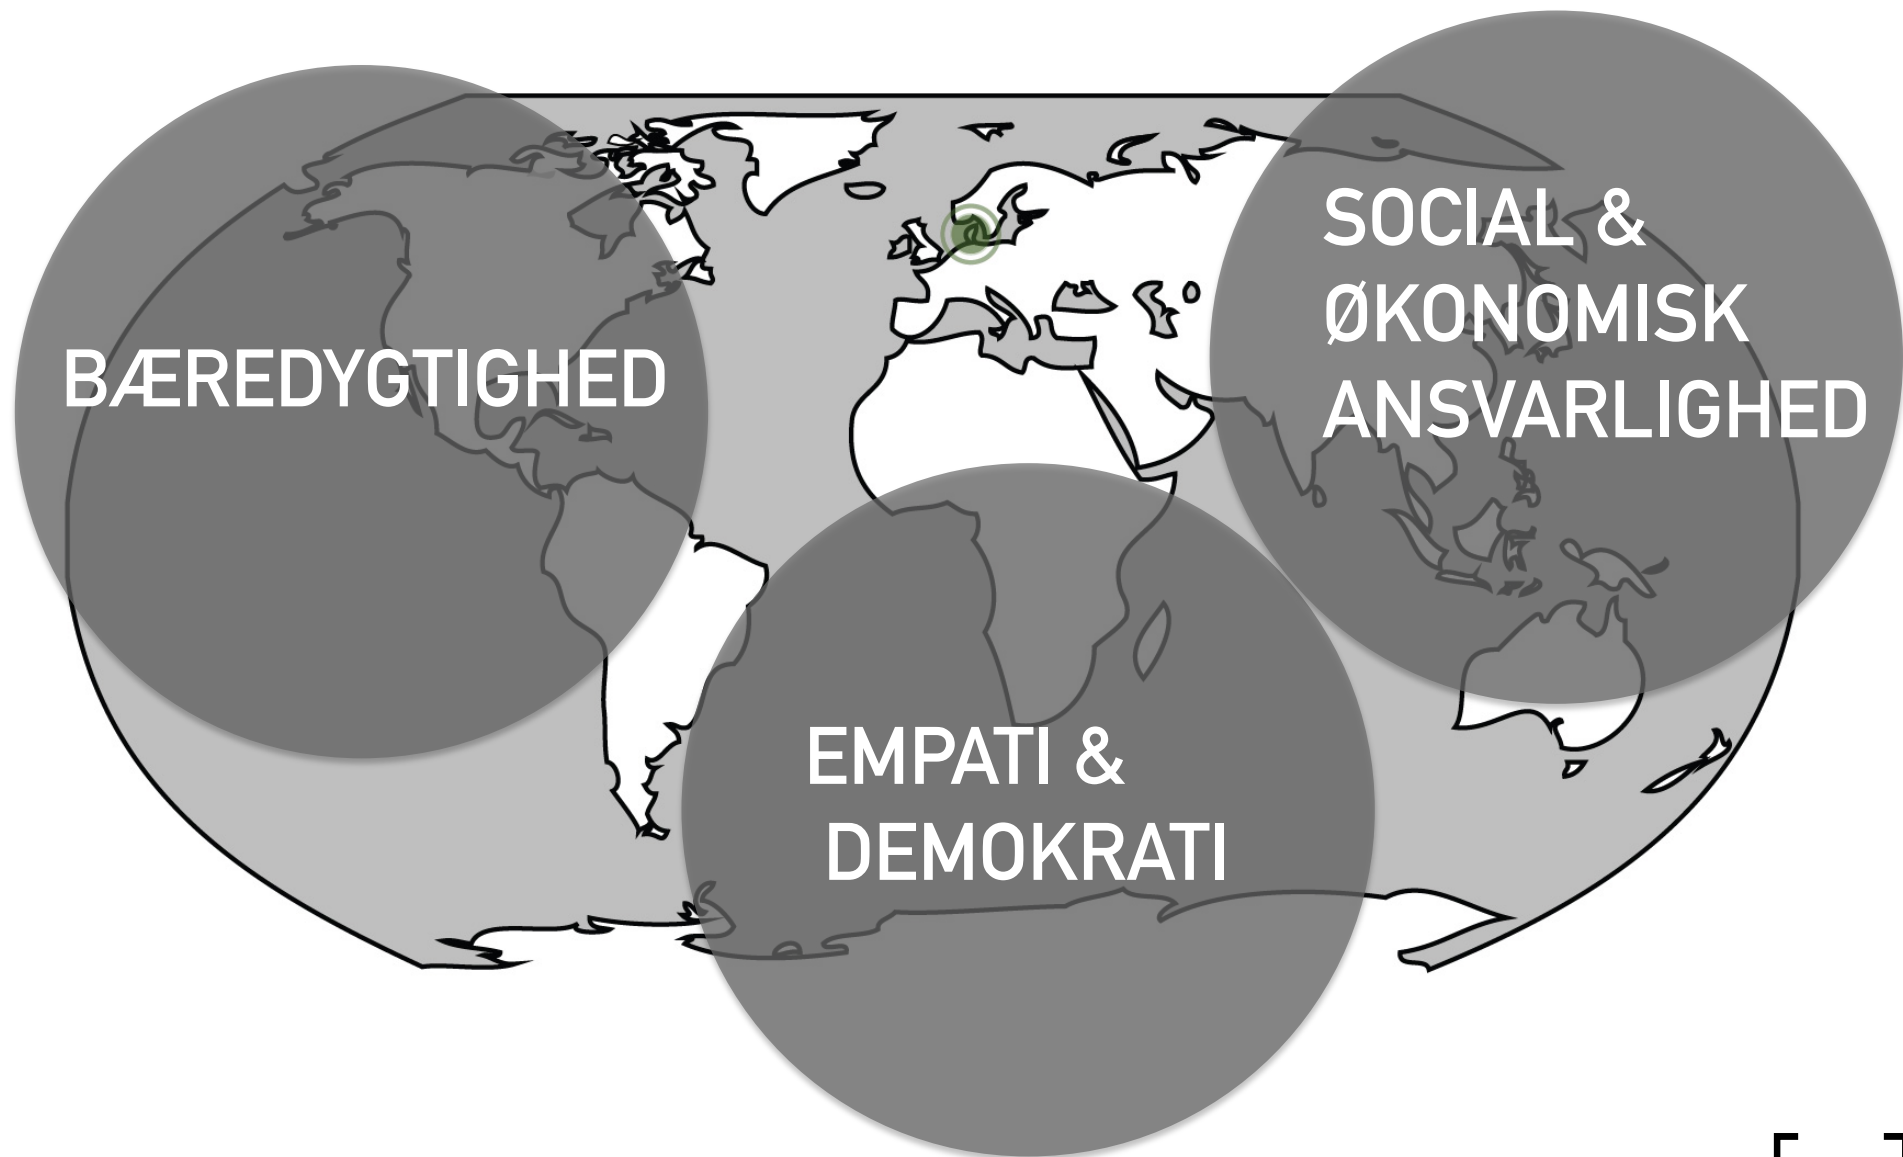 BÆREDYGTIGHED
SOCIAL &
ØKONOMISK
ANSVARLIGHED
EMPATI &
DEMOKRATI